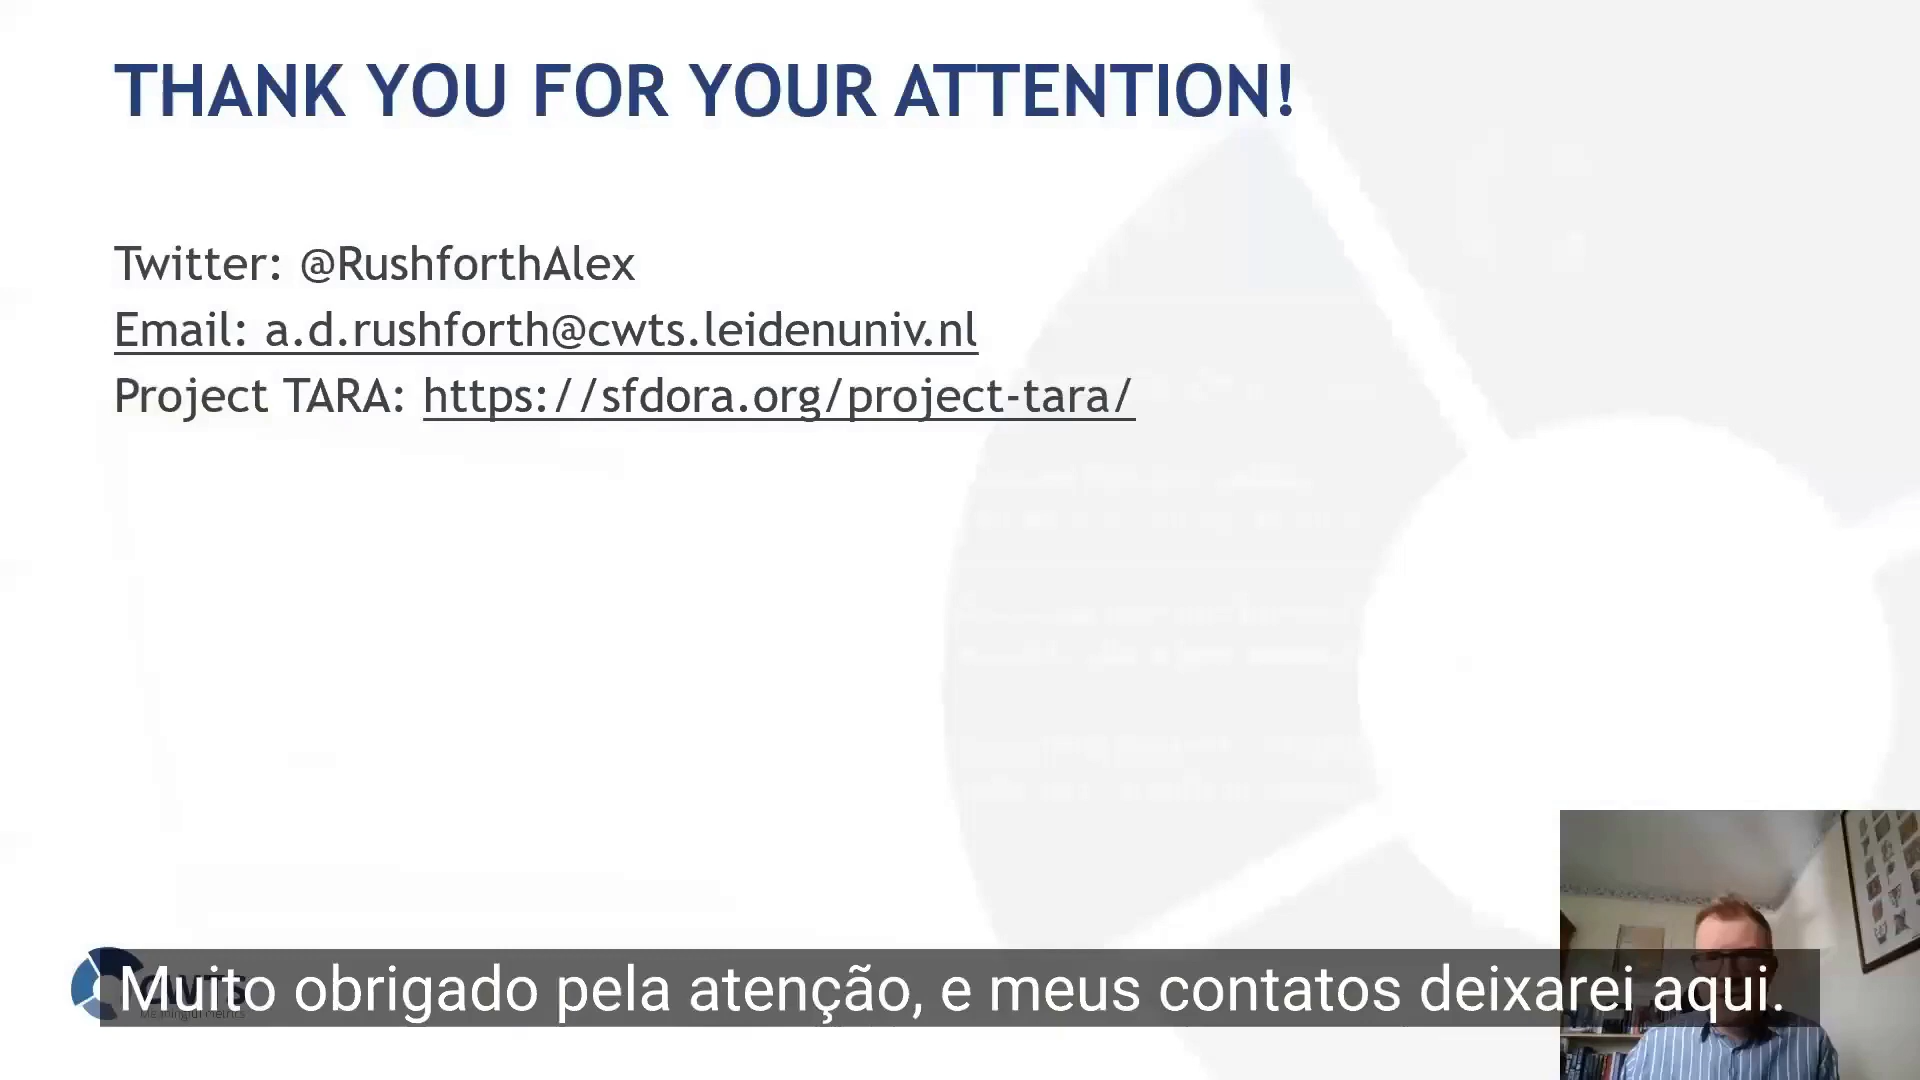 THANK YOU FOR YOUR ATTENTION!
Twitter: @RushforthAlex
Email: a.d.rushforth@cwts.leidenuniv.nl
Project TARA: https://sfdora.org/project-tara/
Muito obrigado pela atenção, e meus contatos deixarei aqui.